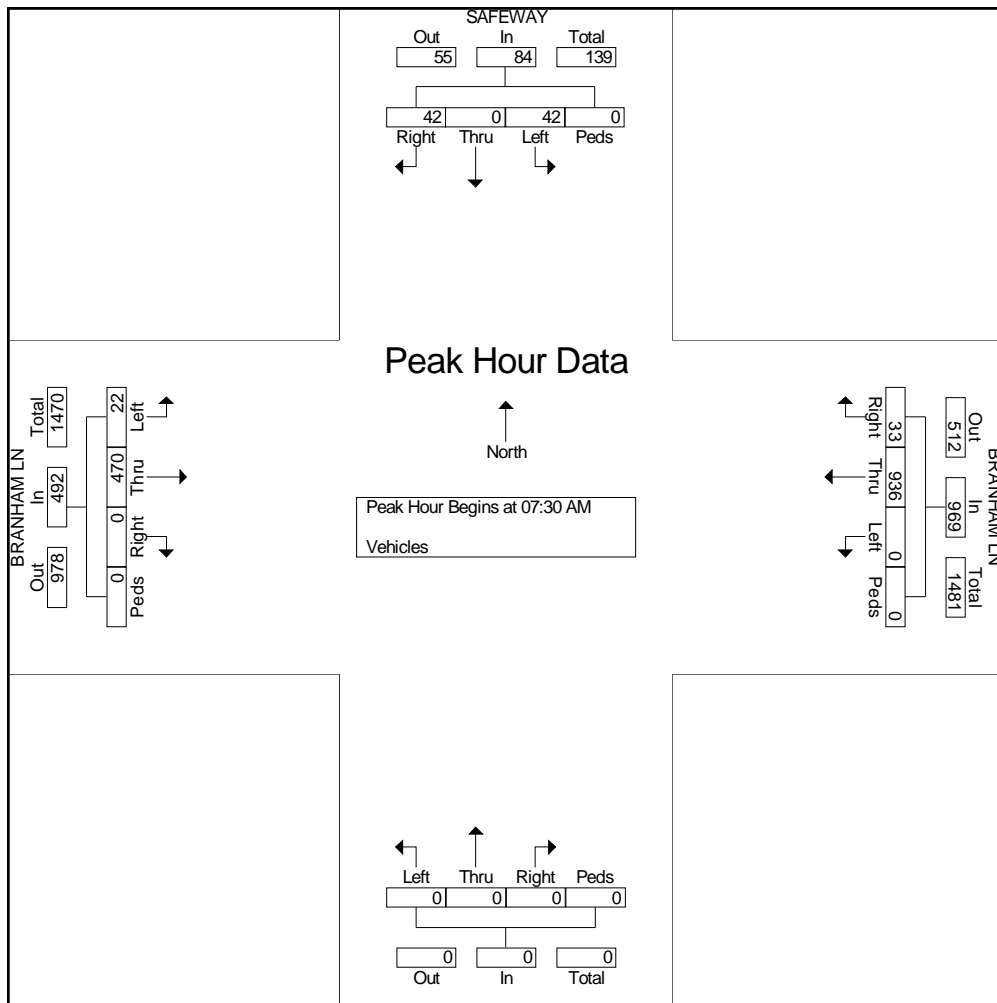 SAFEWAY
Out In Total
55 84 139
42 0 42 0
Right Thru Left Peds
Peak Hour Data
North
Peak Hour Begins at 07:30 AM
Vehicles
BRANHAM LN
Out In Total
978 492 1470
22 470 0 0
Left Thru Right Peds
BRANHAM LN
Out In Total
512 969 1481
33 936 0 0
Right Thru Left Peds
Left Thru Right Peds
0 0 0 0
0 0 0
Out In Total